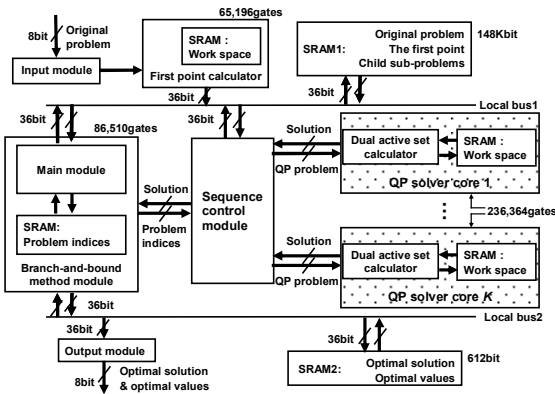 65,196gates
8bit
Original
problem
Input module
SRAM :
Work space
First point calculator
SRAM1:
Original problem
The first point
Child sub-problems
148Kbit
36bit
36bit
Local bus1
36bit
36bit
86,510gates
Main module
SRAM:
Problem indices
Branch-and-bound
method module
Solution
Problem
indices
Sequence
control
module
Solution
QP problem
Dual active set
calculator
SRAM :
Work space
QP solver core 1
236,364gates
Solution
QP problem
Dual active set
calculator
SRAM :
Work space
QP solver core K
36bit
Local bus2
36bit
Output module
8bit
Optimal solution
& optimal values
36bit
SRAM2:
Optimal solution
Optimal values
612bit